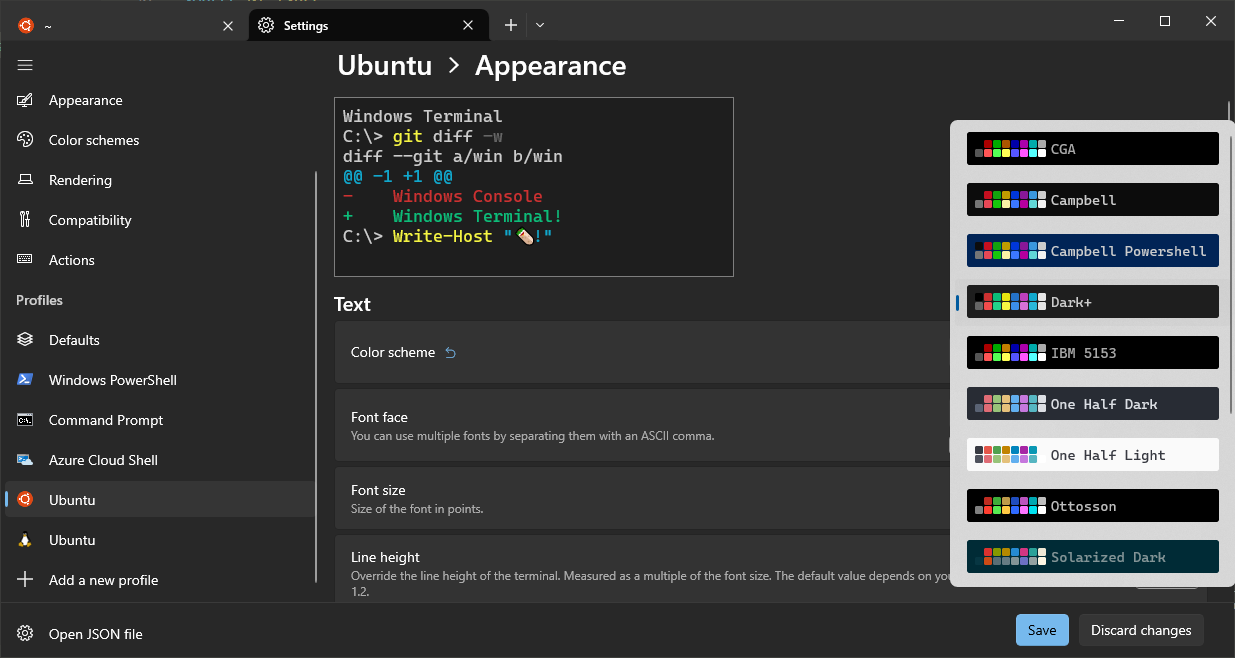 ~
Settings
Appearance
Color schemes
Rendering
Compatibility
Actions
Profiles
Defaults
Windows PowerShell
Command Prompt
Azure Cloud Shell
Ubuntu
Ubuntu
Add a new profile
Open JSON file
Ubuntu > Appearance
Windows Terminal
C:\> git diff -w
diff --git a/win b/win
@@ -1 +1 @@
-    Windows Console
+    Windows Terminal!
C:\> Write-Host "🪶!"
Text
Color scheme
Font face
You can use multiple fonts by separating them with an ASCII comma.
Font size
Size of the font in points.
Line height
Override the line height of the terminal. Measured as a multiple of the font size. The default value depends on
1.2.
CGA
Campbell
Campbell Powershell
Dark+
IBM 5153
One Half Dark
One Half Light
Ottosson
Solarized Dark
Save
Discard changes